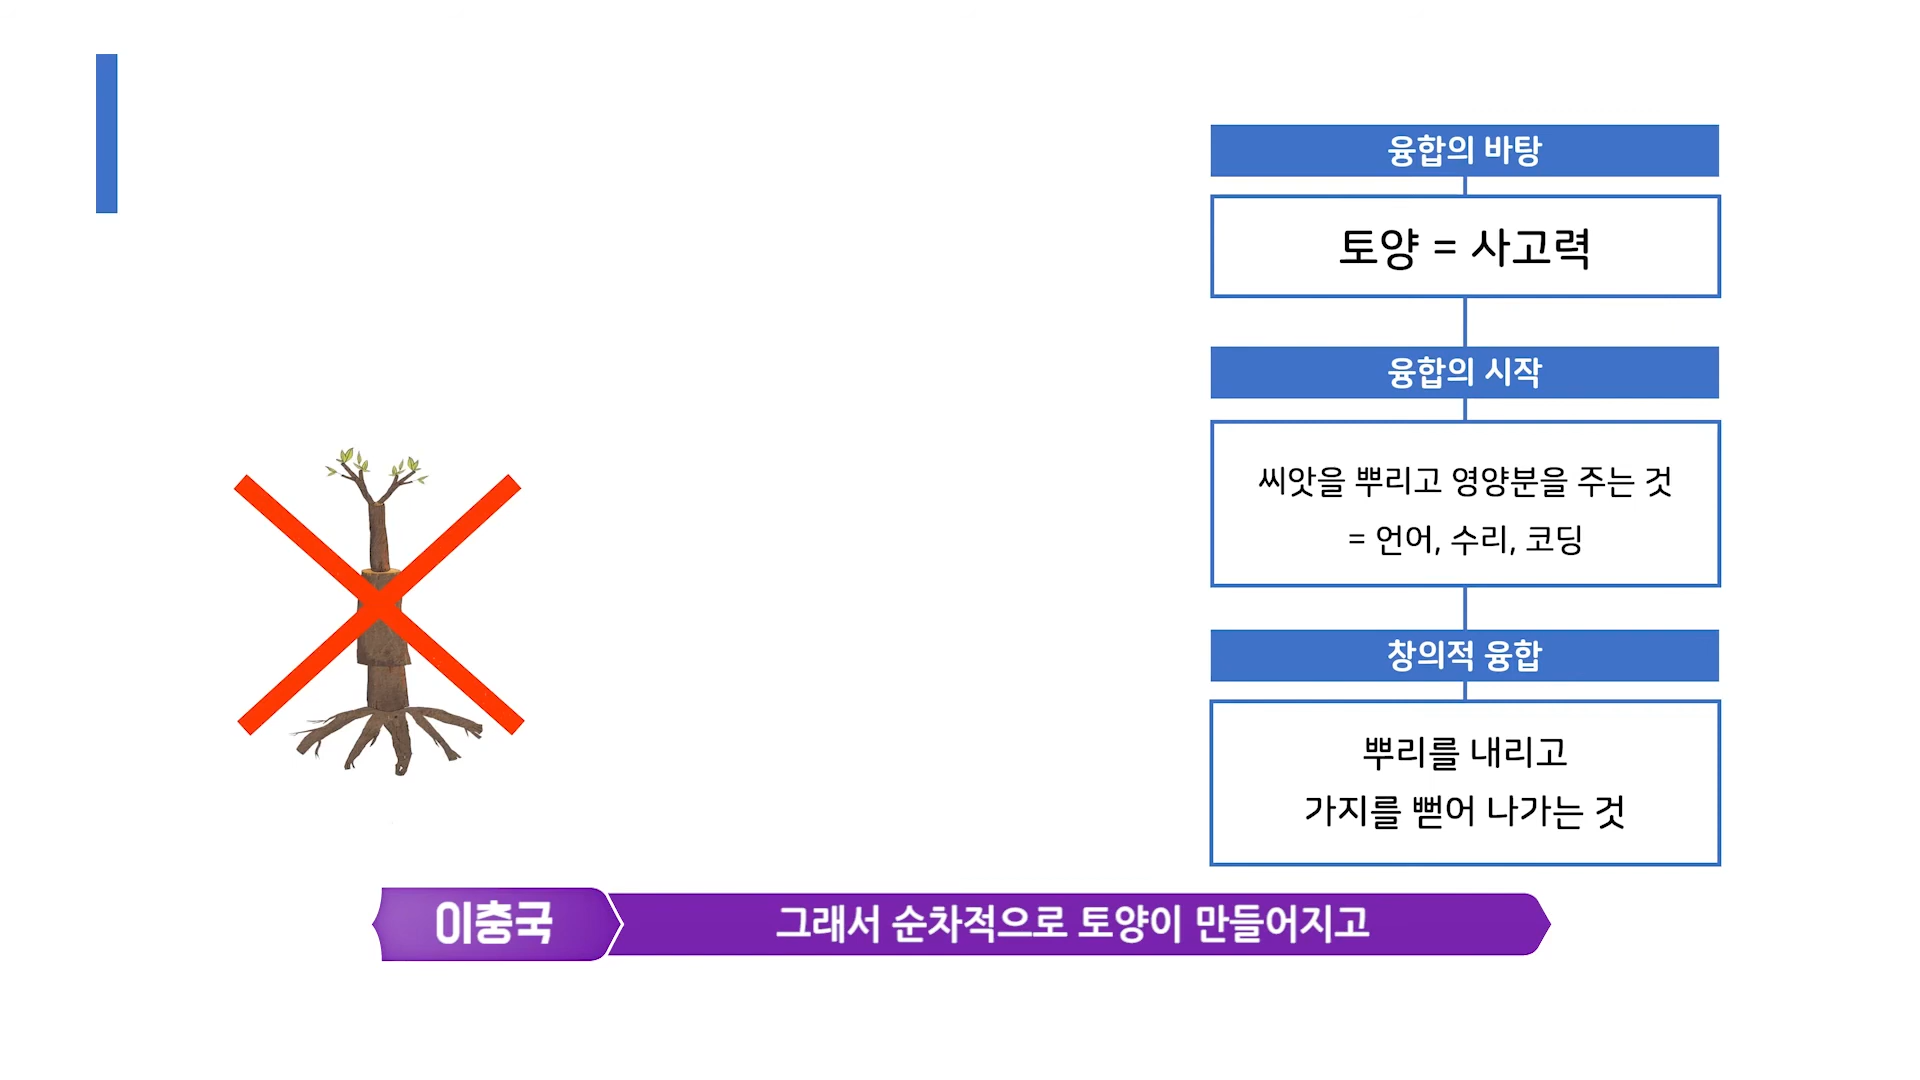 융합의 바탕
토양 = 사고력
융합의 시작
씨앗을 뿌리고 영양분을 주는 것
= 언어, 수리, 코딩
창의적 융합
뿌리를 내리고
가지를 뻗어 나가는 것
이충국
그래서 순차적으로 토양이 만들어지고